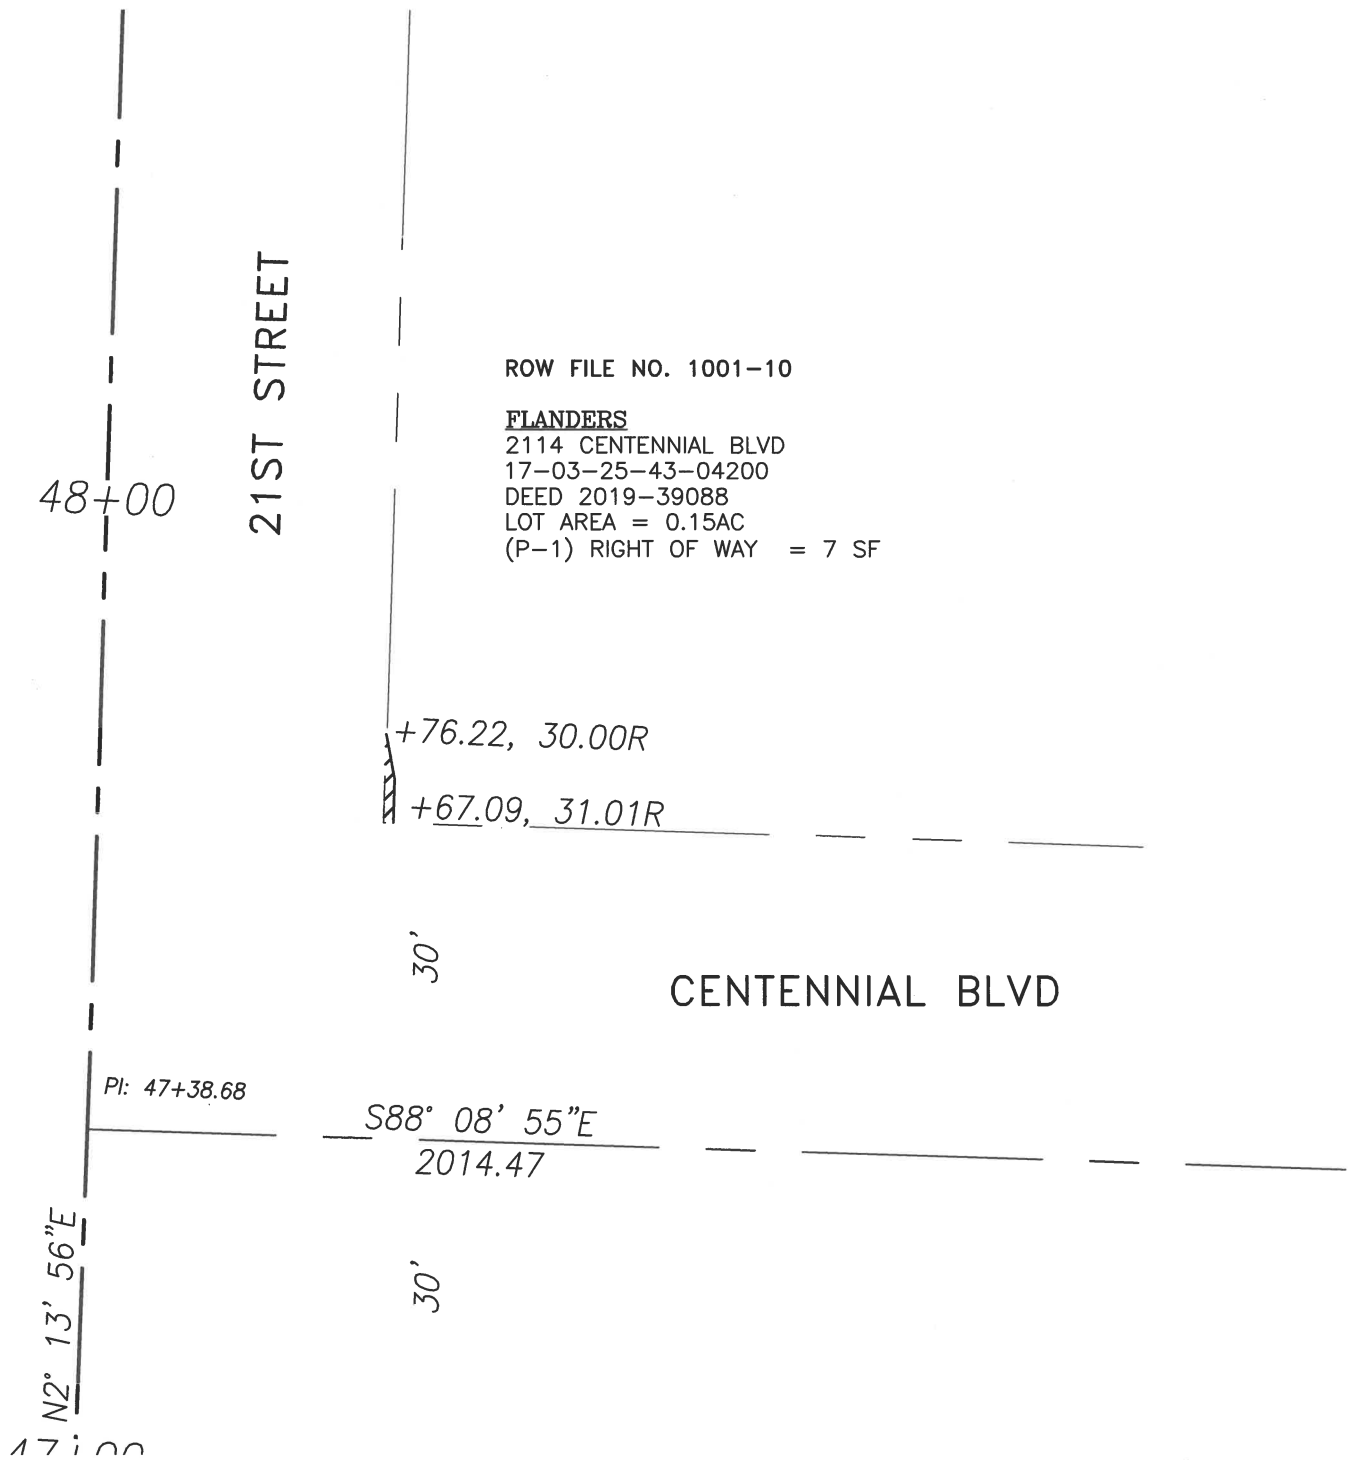 21ST STREET
ROW FILE NO. 1001-10
FLANDERS
2114 CENTENNIAL BLVD
17-03-25-43-04200
DEED 2019-39088
LOT AREA = 0.15AC
(P-1) RIGHT OF WAY = 7 SF
48+00
+76.22, 30.00R
+67.09, 31.01R
30'
CENTENNIAL BLVD
PI: 47+38.68
S88° 08' 55"E
2014.47
N2° 13' 56"E
30'